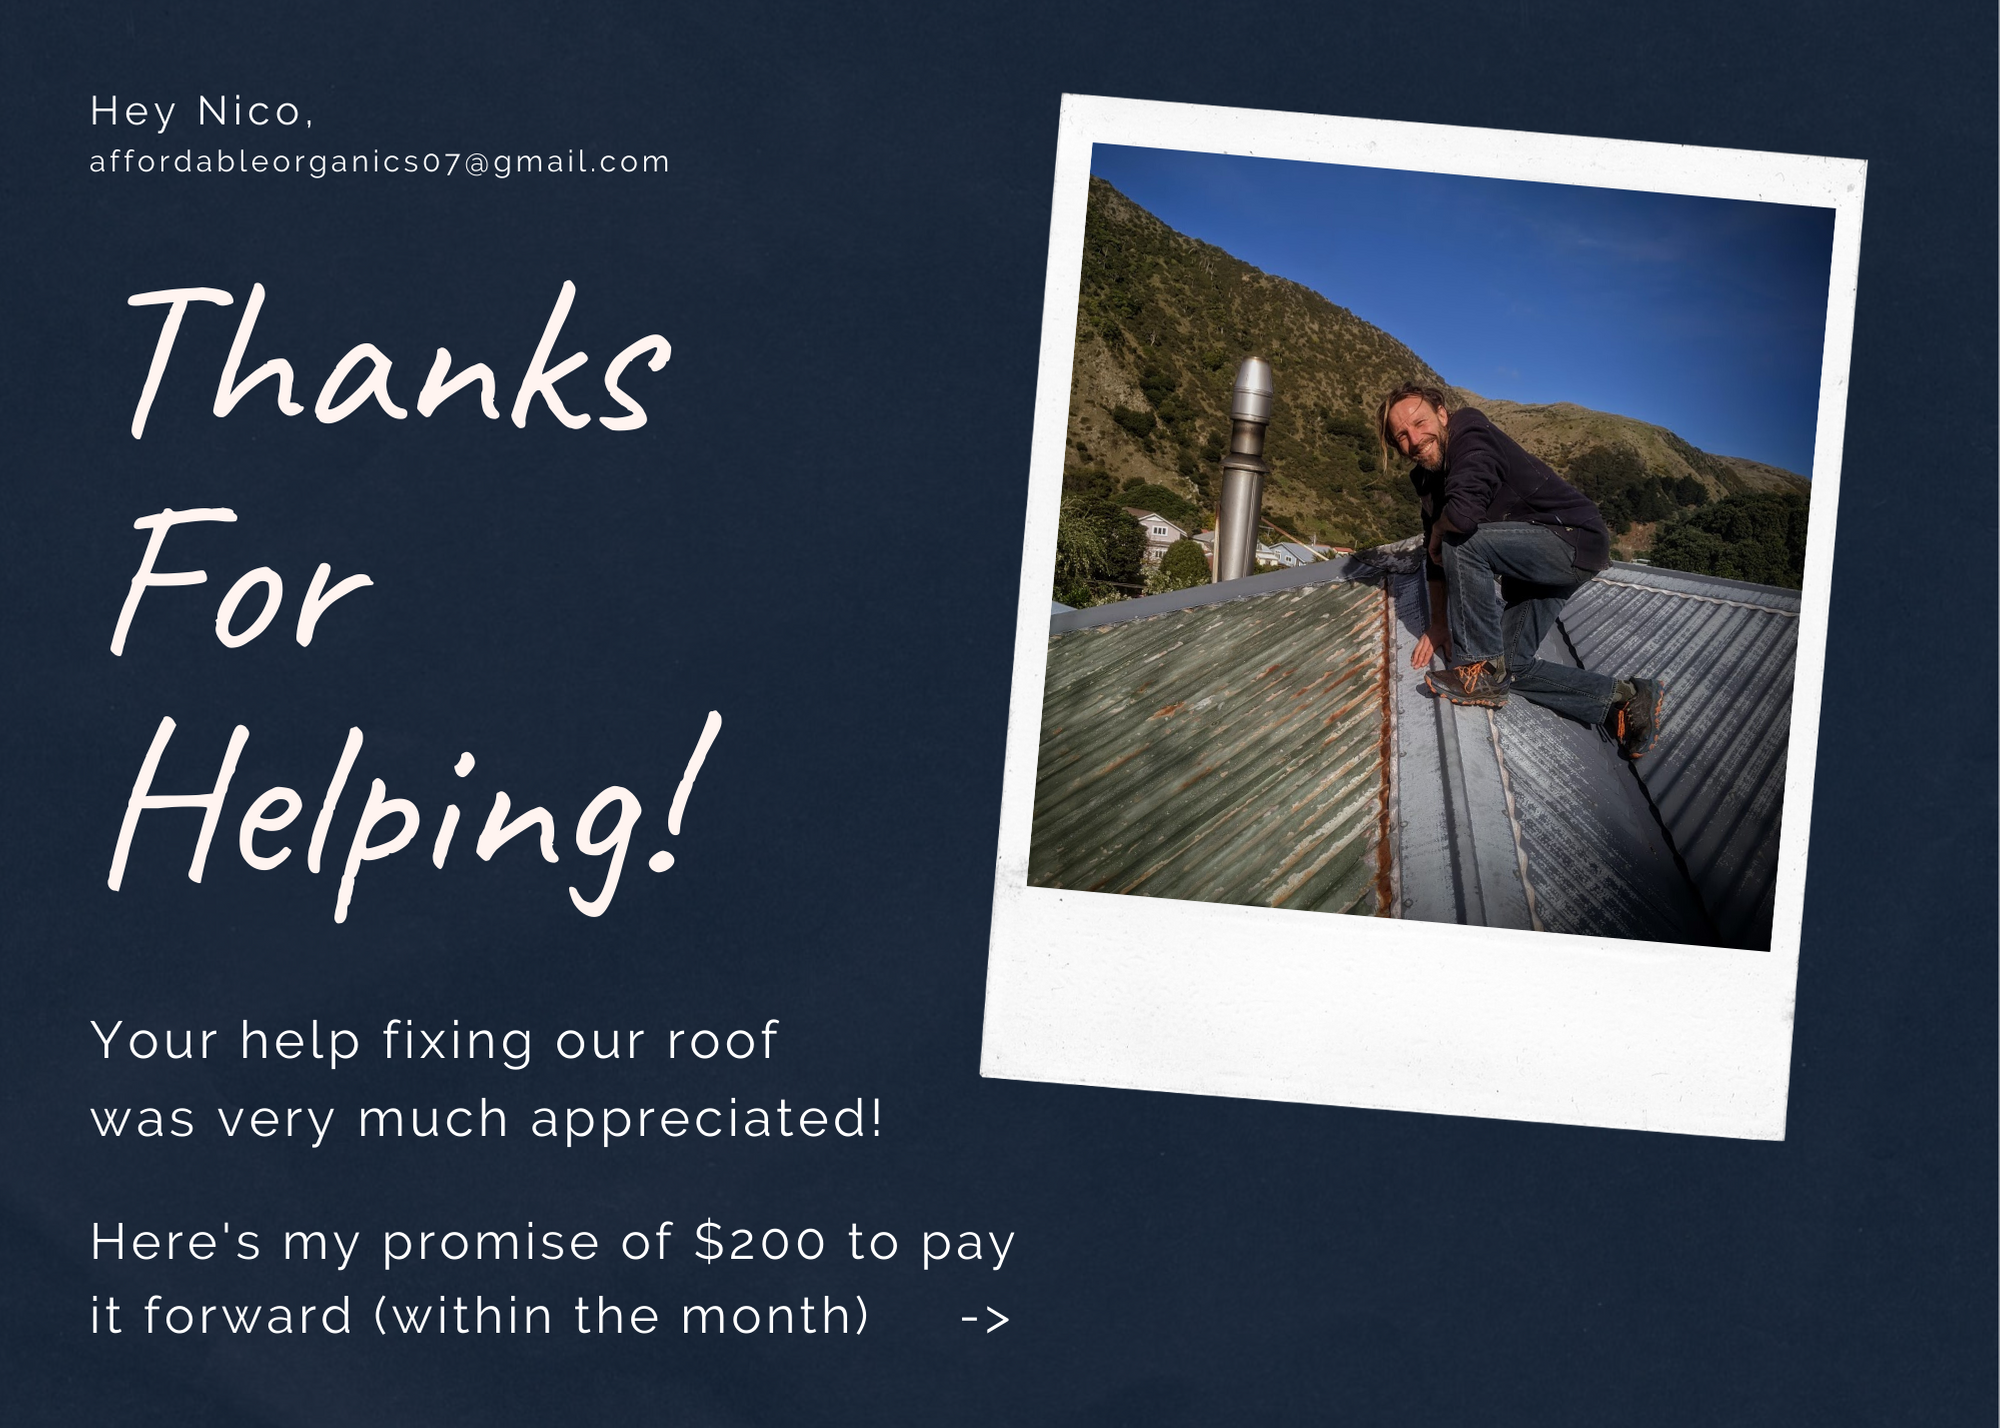 Hey Nico,
affordableorganics07@gmail.com
Thanks
For
Helping!
Your help fixing our roof
was very much appreciated!
Here's my promise of $200 to pay
it forward (within the month) ->